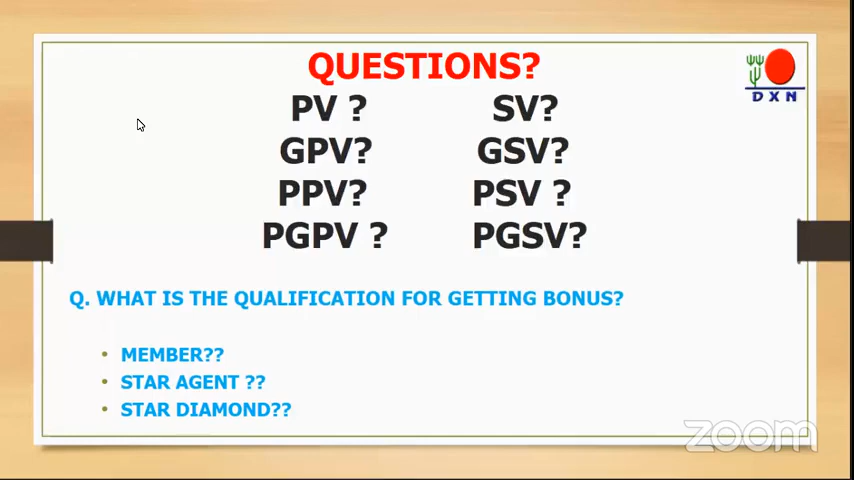 QUESTIONS?
PV ? SV?
GPV? GSV?
PPV? PSV ?
PGPV ? PGSV?
DXN
Q. WHAT IS THE QUALIFICATION FOR GETTING BONUS?
• MEMBER??
• STAR AGENT ??
• STAR DIAMOND??
zoom